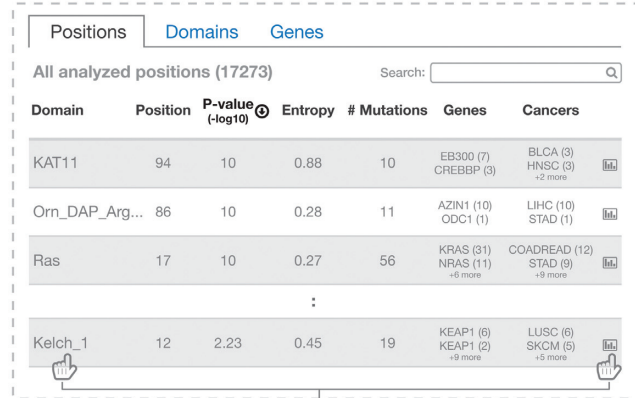 Positions Domains Genes
All analyzed positions (17273) Search:
Domain Position P-value (-log10) Entropy # Mutations Genes Cancers
KAT11 94 10 0.88 10 EB300 (7) CREBBP (3) BLCA (3) HNSC (3) +2 more
Orn_DAP_Arg... 86 10 0.28 11 AZIN1 (10) ODC1 (1) LIHC (10) STAD (1)
Ras 17 10 0.27 56 KRAS (31) NRAS (11) +6 more COADREAD (12) STAD (9) +9 more
:
Kelch_1 12 2.23 0.45 19 KEAP1 (6) KEAP1 (2) +9 more LUSC (6) SKCM (5) +5 more